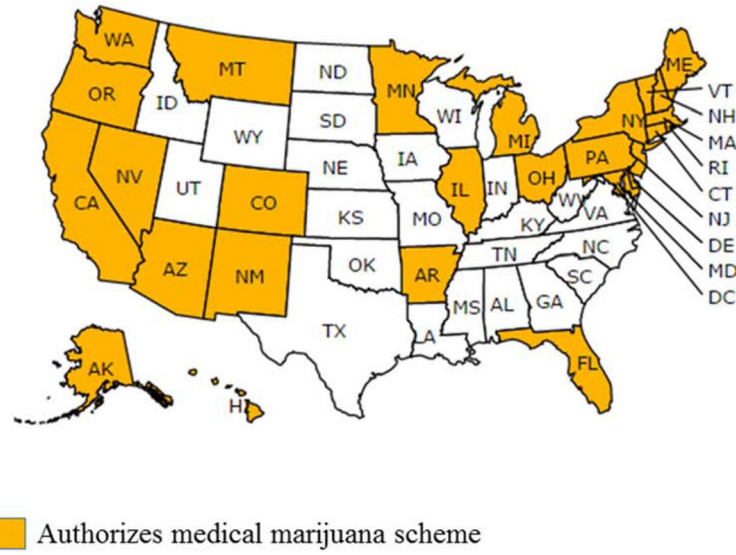 WA
MT
ND
MN
ME
OR
ID
SD
WI
VT
NH
WY
MI
NY
MA
NE
IA
PA
RI
NV
UT
CO
IL
IN
OH
CT
CA
KS
MO
WV
VA
NJ
KY
DE
AZ
NM
OK
AR
TN
NC
MD
SC
DC
TX
LA
MS
AL
GA
AK
HI
FL
Authorizes medical marijuana scheme